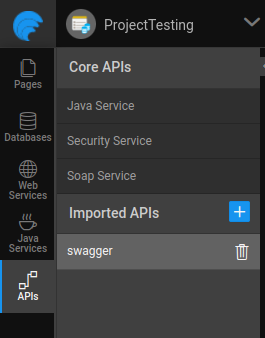 ProjectTesting
Pages
Databases
Web
Services
Java
Services
APIs
Core APIs
Java Service
Security Service
Soap Service
Imported APIs
swagger